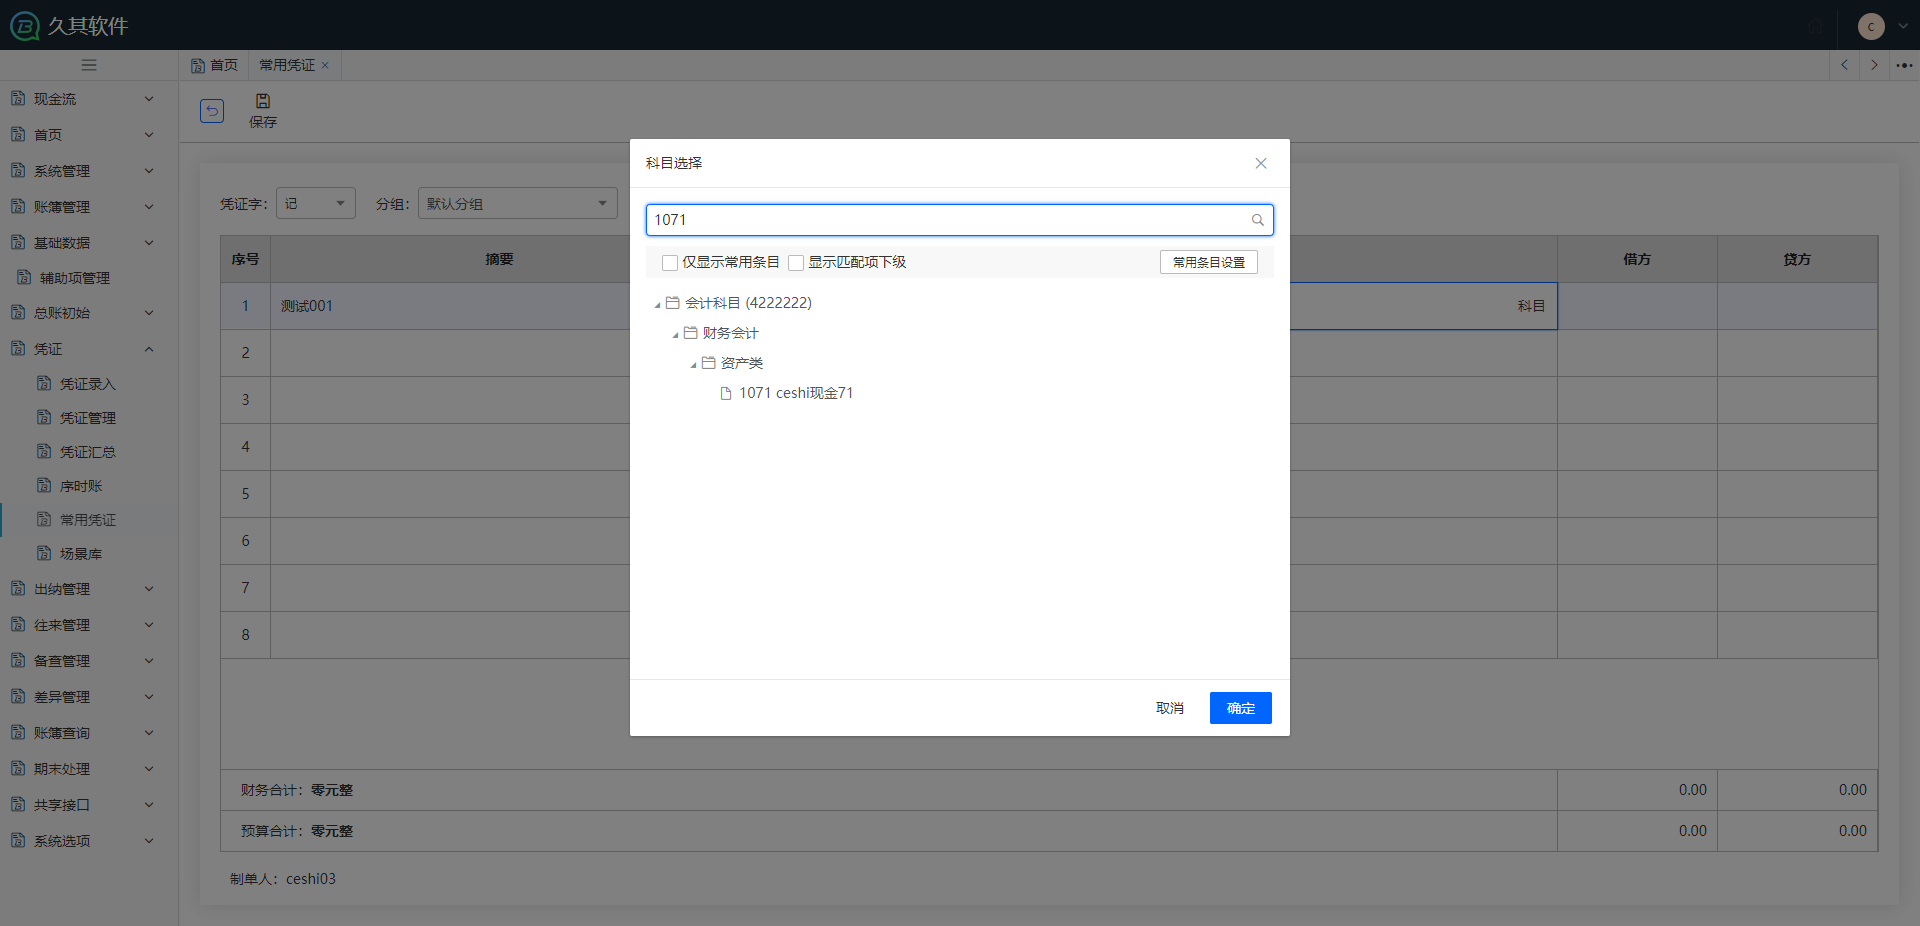 久其软件
C
首页
常用凭证
现金流
首页
系统管理
账簿管理
基础数据
辅助项管理
总账初始
凭证
凭证录入
凭证管理
凭证汇总
序时账
常用凭证
场景库
出纳管理
往来管理
备查管理
差异管理
账簿查询
期末处理
共享接口
系统选项
保存
凭证字： 记 分组： 默认分组
序号 摘要 借方 贷方
1 测试001 科目
2
3
4
5
6
7
8
财务合计：零元整 0.00 0.00
预算合计：零元整 0.00 0.00
制单人：ceshi03
科目选择
1071
仅显示常用条目 显示匹配项下级 常用条目设置
会计科目 (4222222)
财务会计
资产类
1071 ceshi现金71
取消 确定